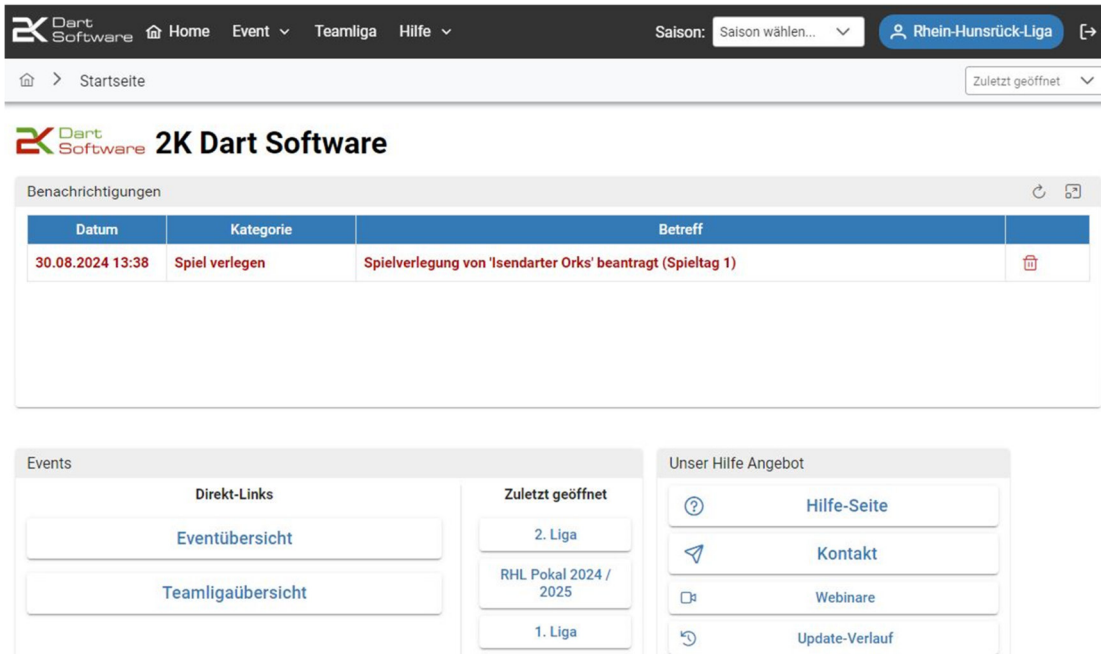 2K Dart Software Home Event Teamliga Hilfe Saison: Saison wählen... Rhein-Hunsrück-Liga
Startseite Zuletzt geöffnet
2K Dart Software 2K Dart Software
Benachrichtigungen
Datum Kategorie Betreff
30.08.2024 13:38 Spiel verlegen Spielverlegung von 'Isendarter Orks' beantragt (Spieltag 1)
Events
Direkt-Links
Eventübersicht
Teamligaübersicht
Zuletzt geöffnet
2. Liga
RHL Pokal 2024 /
2025
1. Liga
Unser Hilfe Angebot
Hilfe-Seite
Kontakt
Webinare
Update-Verlauf